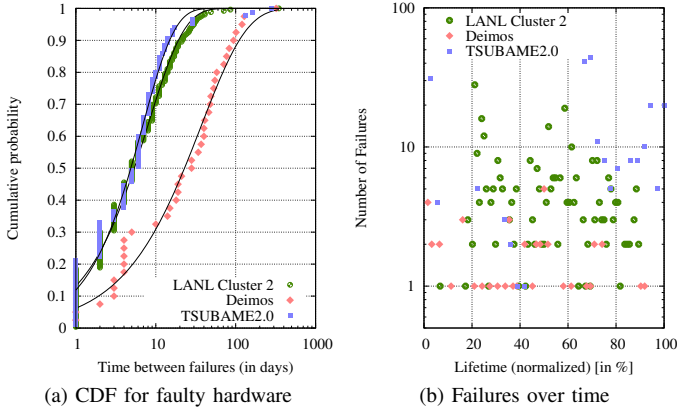 1
0.9
0.8
0.7
0.6
0.5
0.4
0.3
0.2
0.1
0
Cumulative probability
LANL Cluster 2
Deimos
TSUBAME2.0
1 10 100 1000
Time between failures (in days)
(a) CDF for faulty hardware
100
10
1
Number of Failures
LANL Cluster 2
Deimos
TSUBAME2.0
0 20 40 60 80 100
Lifetime (normalized) [in %]
(b) Failures over time